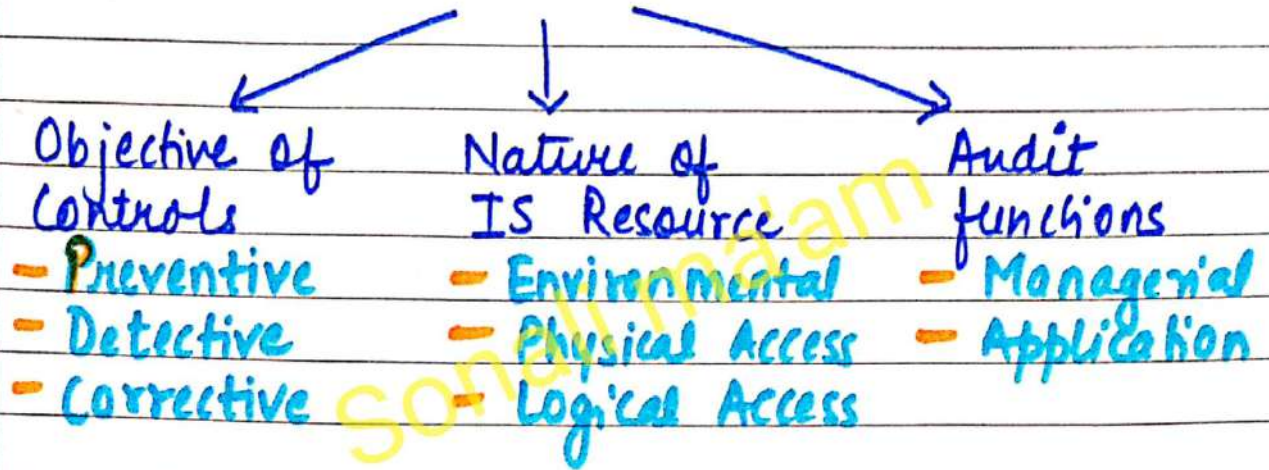 Objective of Controls
- Preventive
- Detective
- Corrective
Nature of IS Resource
- Environmental
- Physical Access
- Logical Access
Audit functions
- Managerial
- Application
Sonali ma'am